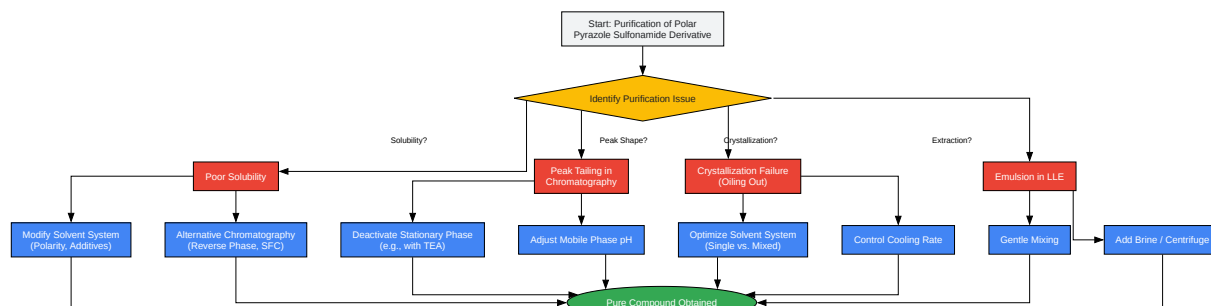 Start: Purification of Polar
Pyrazole Sulfonamide Derivative
Identify Purification Issue
Solubility?
Peak Shape?
Crystallization?
Extraction?
Poor Solubility
Peak Tailing in
Chromatography
Crystallization Failure
(Oiling Out)
Emulsion in LLE
Modify Solvent System
(Polarity, Additives)
Alternative Chromatography
(Reverse Phase, SFC)
Deactivate Stationary Phase
(e.g., with TEA)
Adjust Mobile Phase pH
Optimize Solvent System
(Single vs. Mixed)
Control Cooling Rate
Gentle Mixing
Add Brine / Centrifuge
Pure Compound Obtained